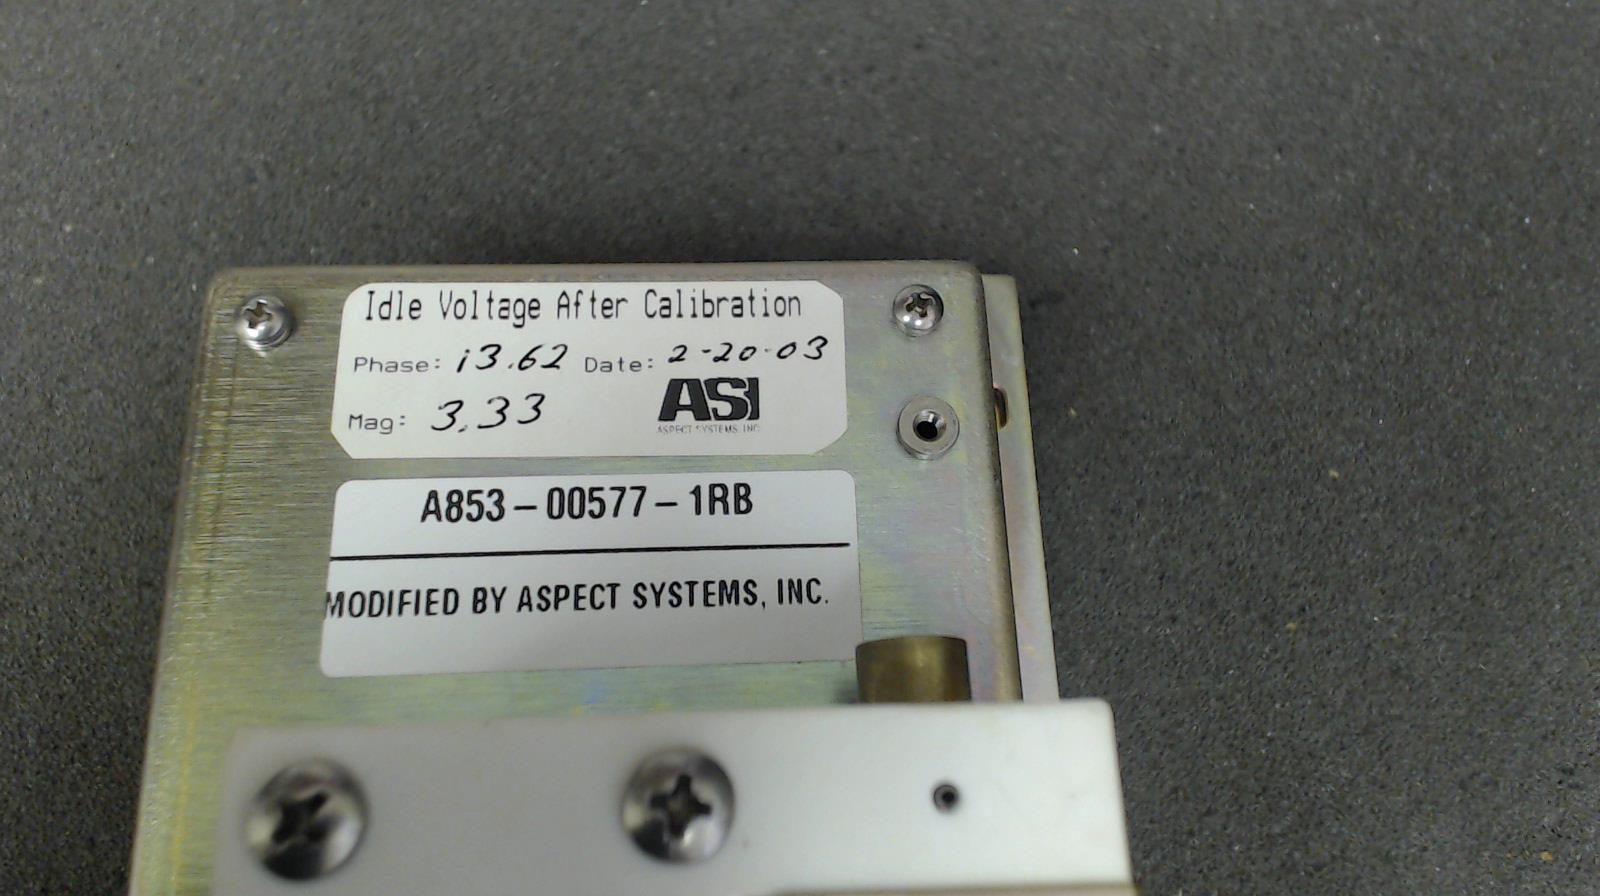 Idle Voltage After Calibration
Phase: 13.62 Date: 2-20-03
Mag: 3.33
ASI
ASPECT SYSTEMS, INC.
A853-00577-1RB
MODIFIED BY ASPECT SYSTEMS, INC.